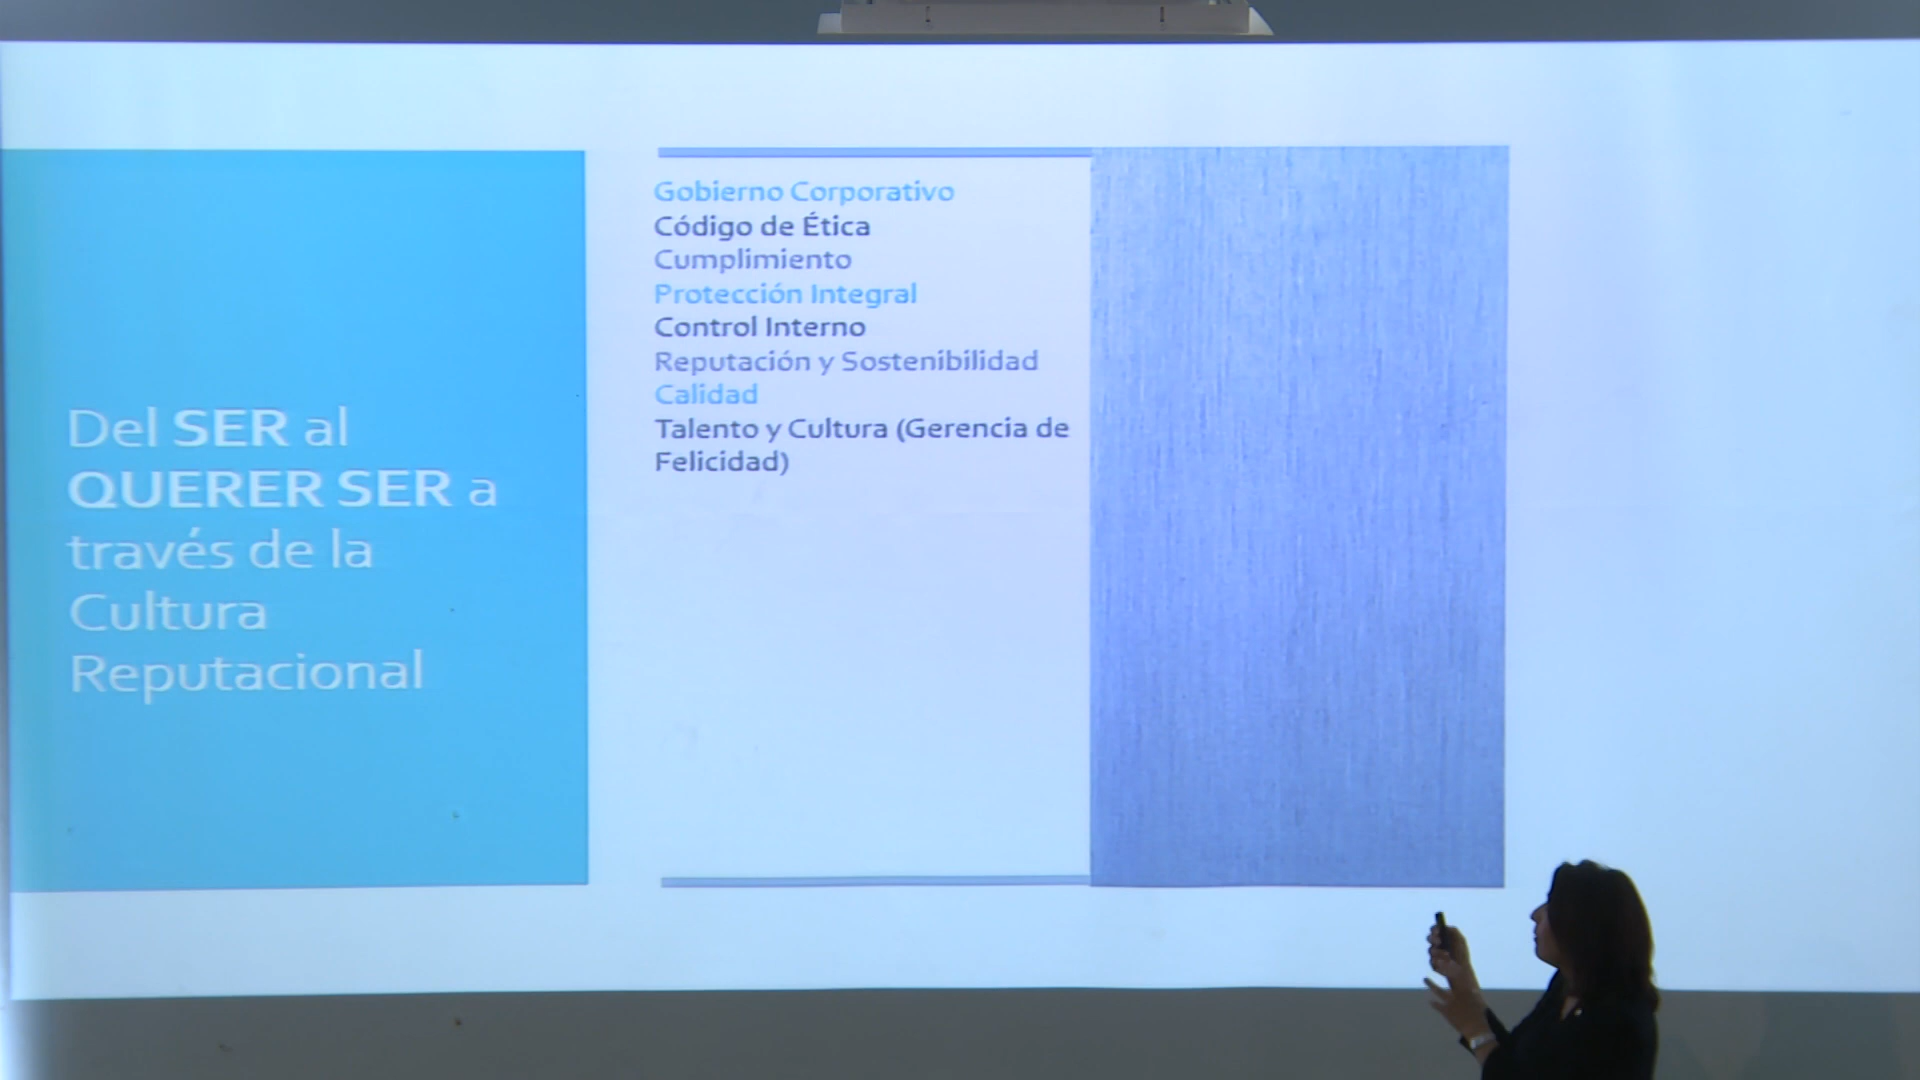 Del SER al
QUERER SER a
través de la
Cultura
Reputacional
Gobierno Corporativo
Código de Ética
Cumplimiento
Protección Integral
Control Interno
Reputación y Sostenibilidad
Calidad
Talento y Cultura (Gerencia de
Felicidad)